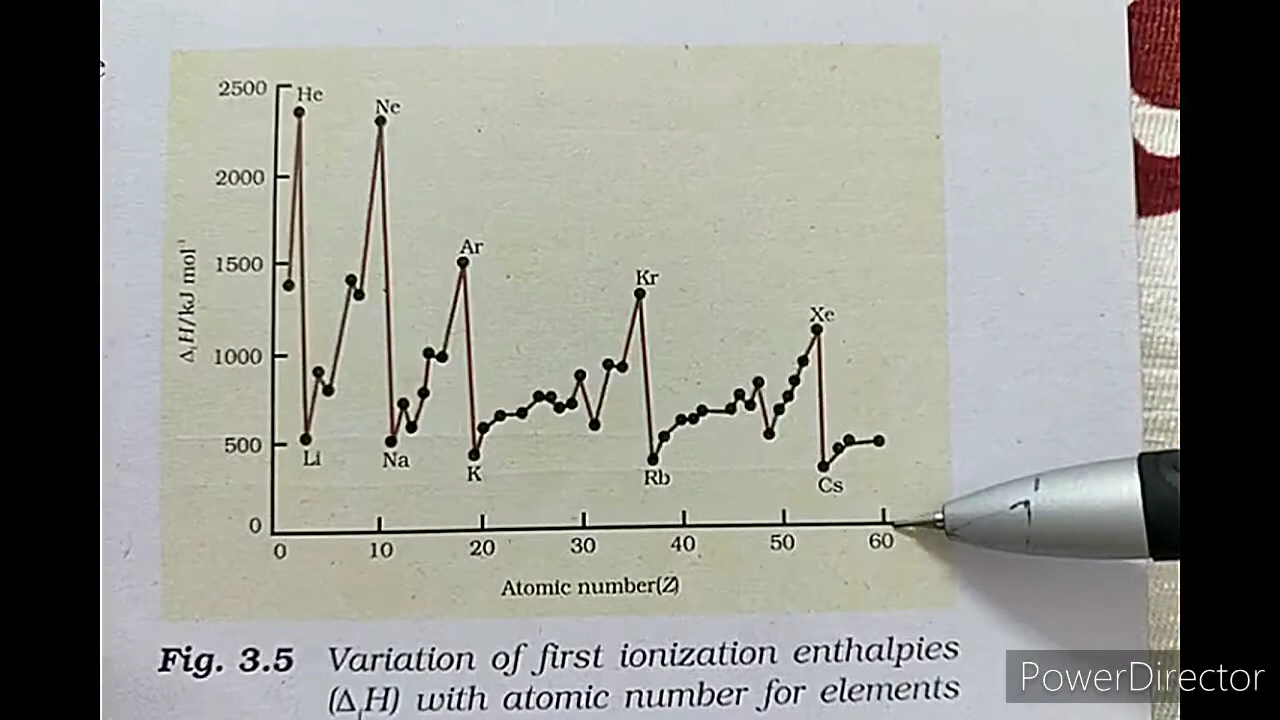 2500
He
Ne
2000
Ar
1500
Kr
Xe
1000
500
Li
Na
K
Rb
Cs
0
0 10 20 30 40 50 60
ΔᵢH/kJ mol⁻¹
Atomic number(Z)
Fig. 3.5 Variation of first ionization enthalpies
(ΔᵢH) with atomic number for elements
PowerDirector